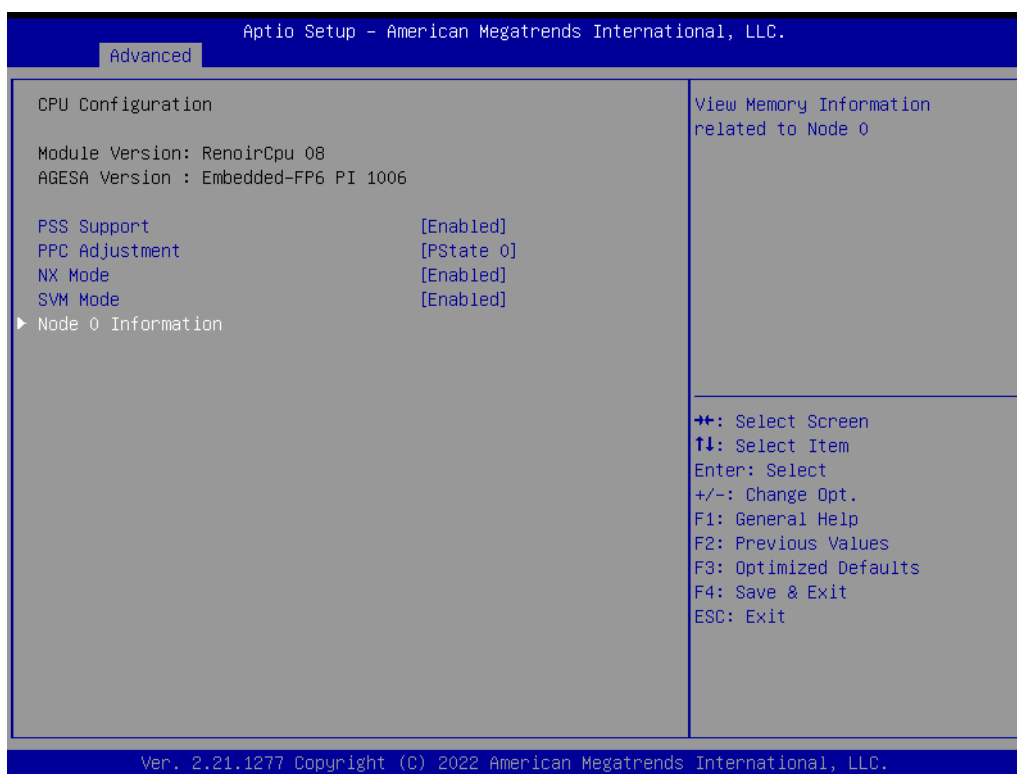 Aptio Setup – American Megatrends International, LLC.
Advanced
CPU Configuration
Module Version: RenoirCpu 08
AGESA Version : Embedded-FP6 PI 1006
PSS Support [Enabled]
PPC Adjustment [PState 0]
NX Mode [Enabled]
SVM Mode [Enabled]
▶ Node 0 Information
View Memory Information
related to Node 0
→←: Select Screen
↑↓: Select Item
Enter: Select
+/-: Change Opt.
F1: General Help
F2: Previous Values
F3: Optimized Defaults
F4: Save & Exit
ESC: Exit
Ver. 2.21.1277 Copyright (C) 2022 American Megatrends International, LLC.